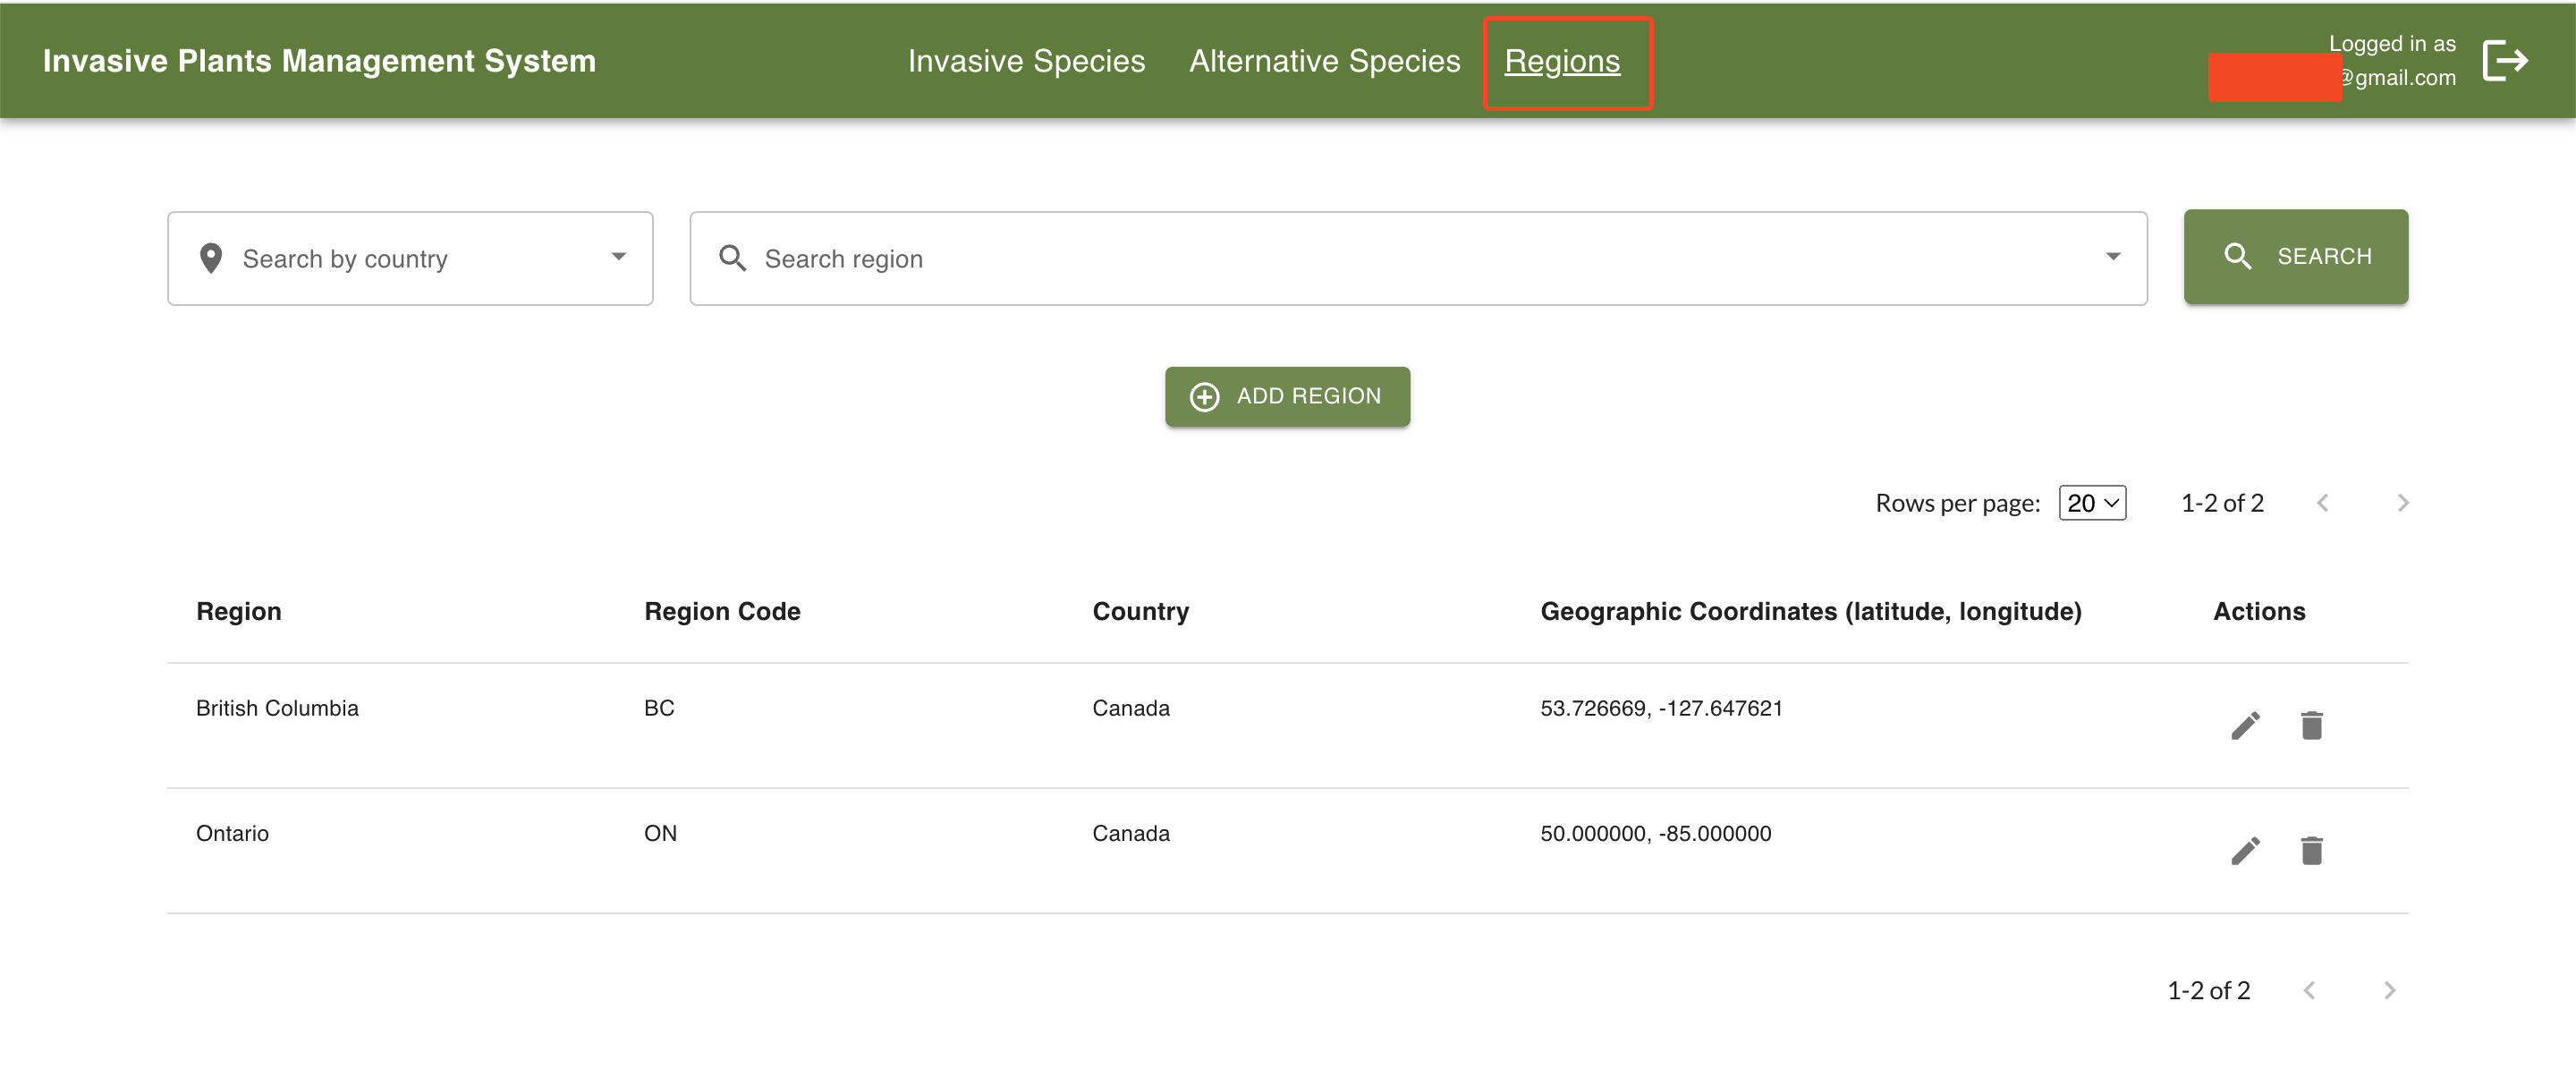 Invasive Plants Management System
Invasive Species
Alternative Species
Regions
Logged in as
@gmail.com
Search by country
Search region
SEARCH
ADD REGION
Rows per page: 20 1-2 of 2
Region Region Code Country Geographic Coordinates (latitude, longitude) Actions
British Columbia BC Canada 53.726669, -127.647621
Ontario ON Canada 50.000000, -85.000000
1-2 of 2